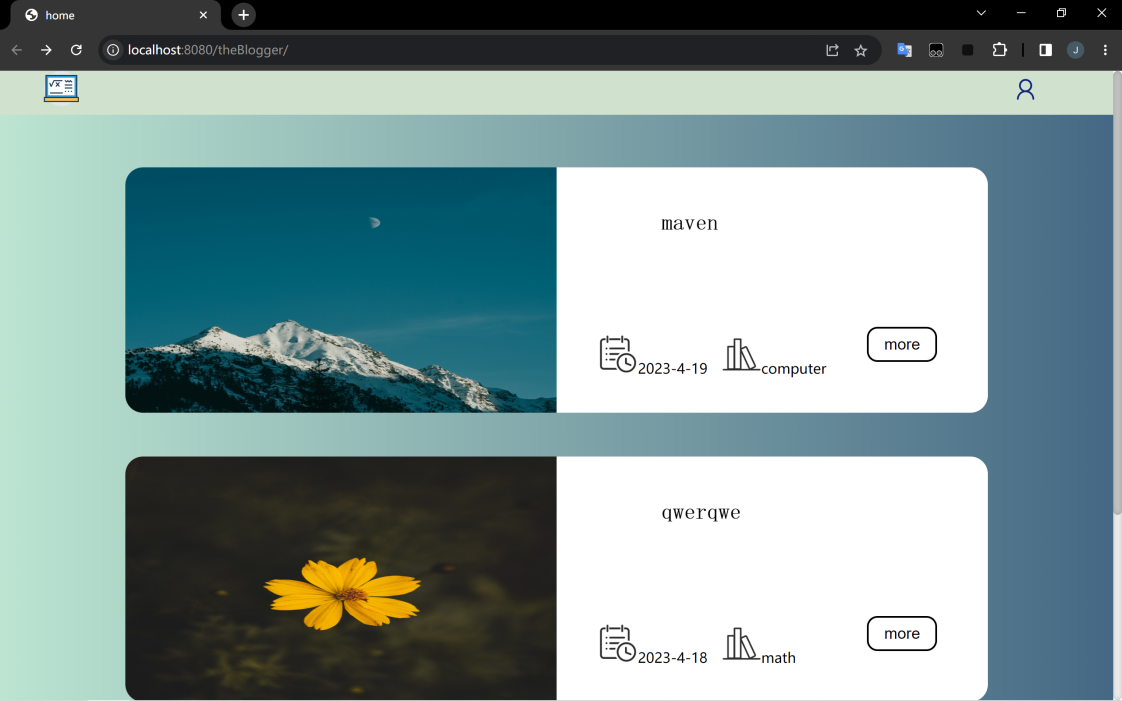 home
localhost:8080/theBlogger/
J
√x
maven
2023-4-19 computer more
qwerqwe
2023-4-18 math more